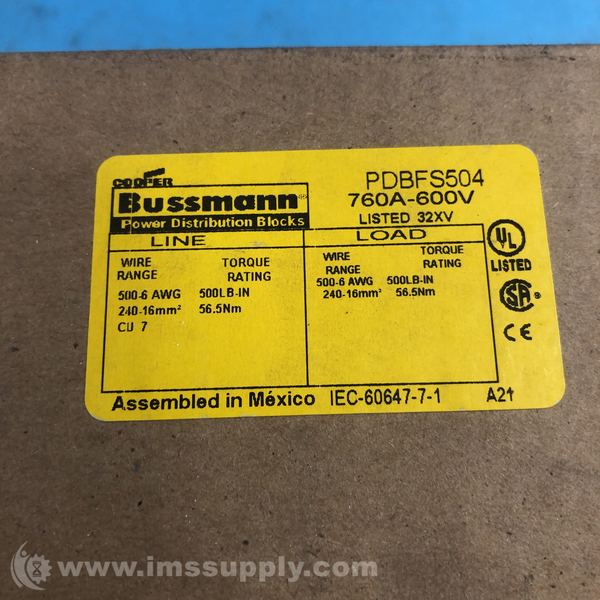 COOPER
Bussmann®
Power Distribution Blocks
PDBFS504
760A-600V
LISTED 32XV
LINE
WIRE RANGE TORQUE RATING
500-6 AWG 500LB-IN
240-16mm² 56.5Nm
CU 7
LOAD
WIRE RANGE TORQUE RATING
500-6 AWG 500LB-IN
240-16mm² 56.5Nm
UL
LISTED
SA®
CE
Assembled in México IEC-60647-7-1 A21
www.imssupply.com